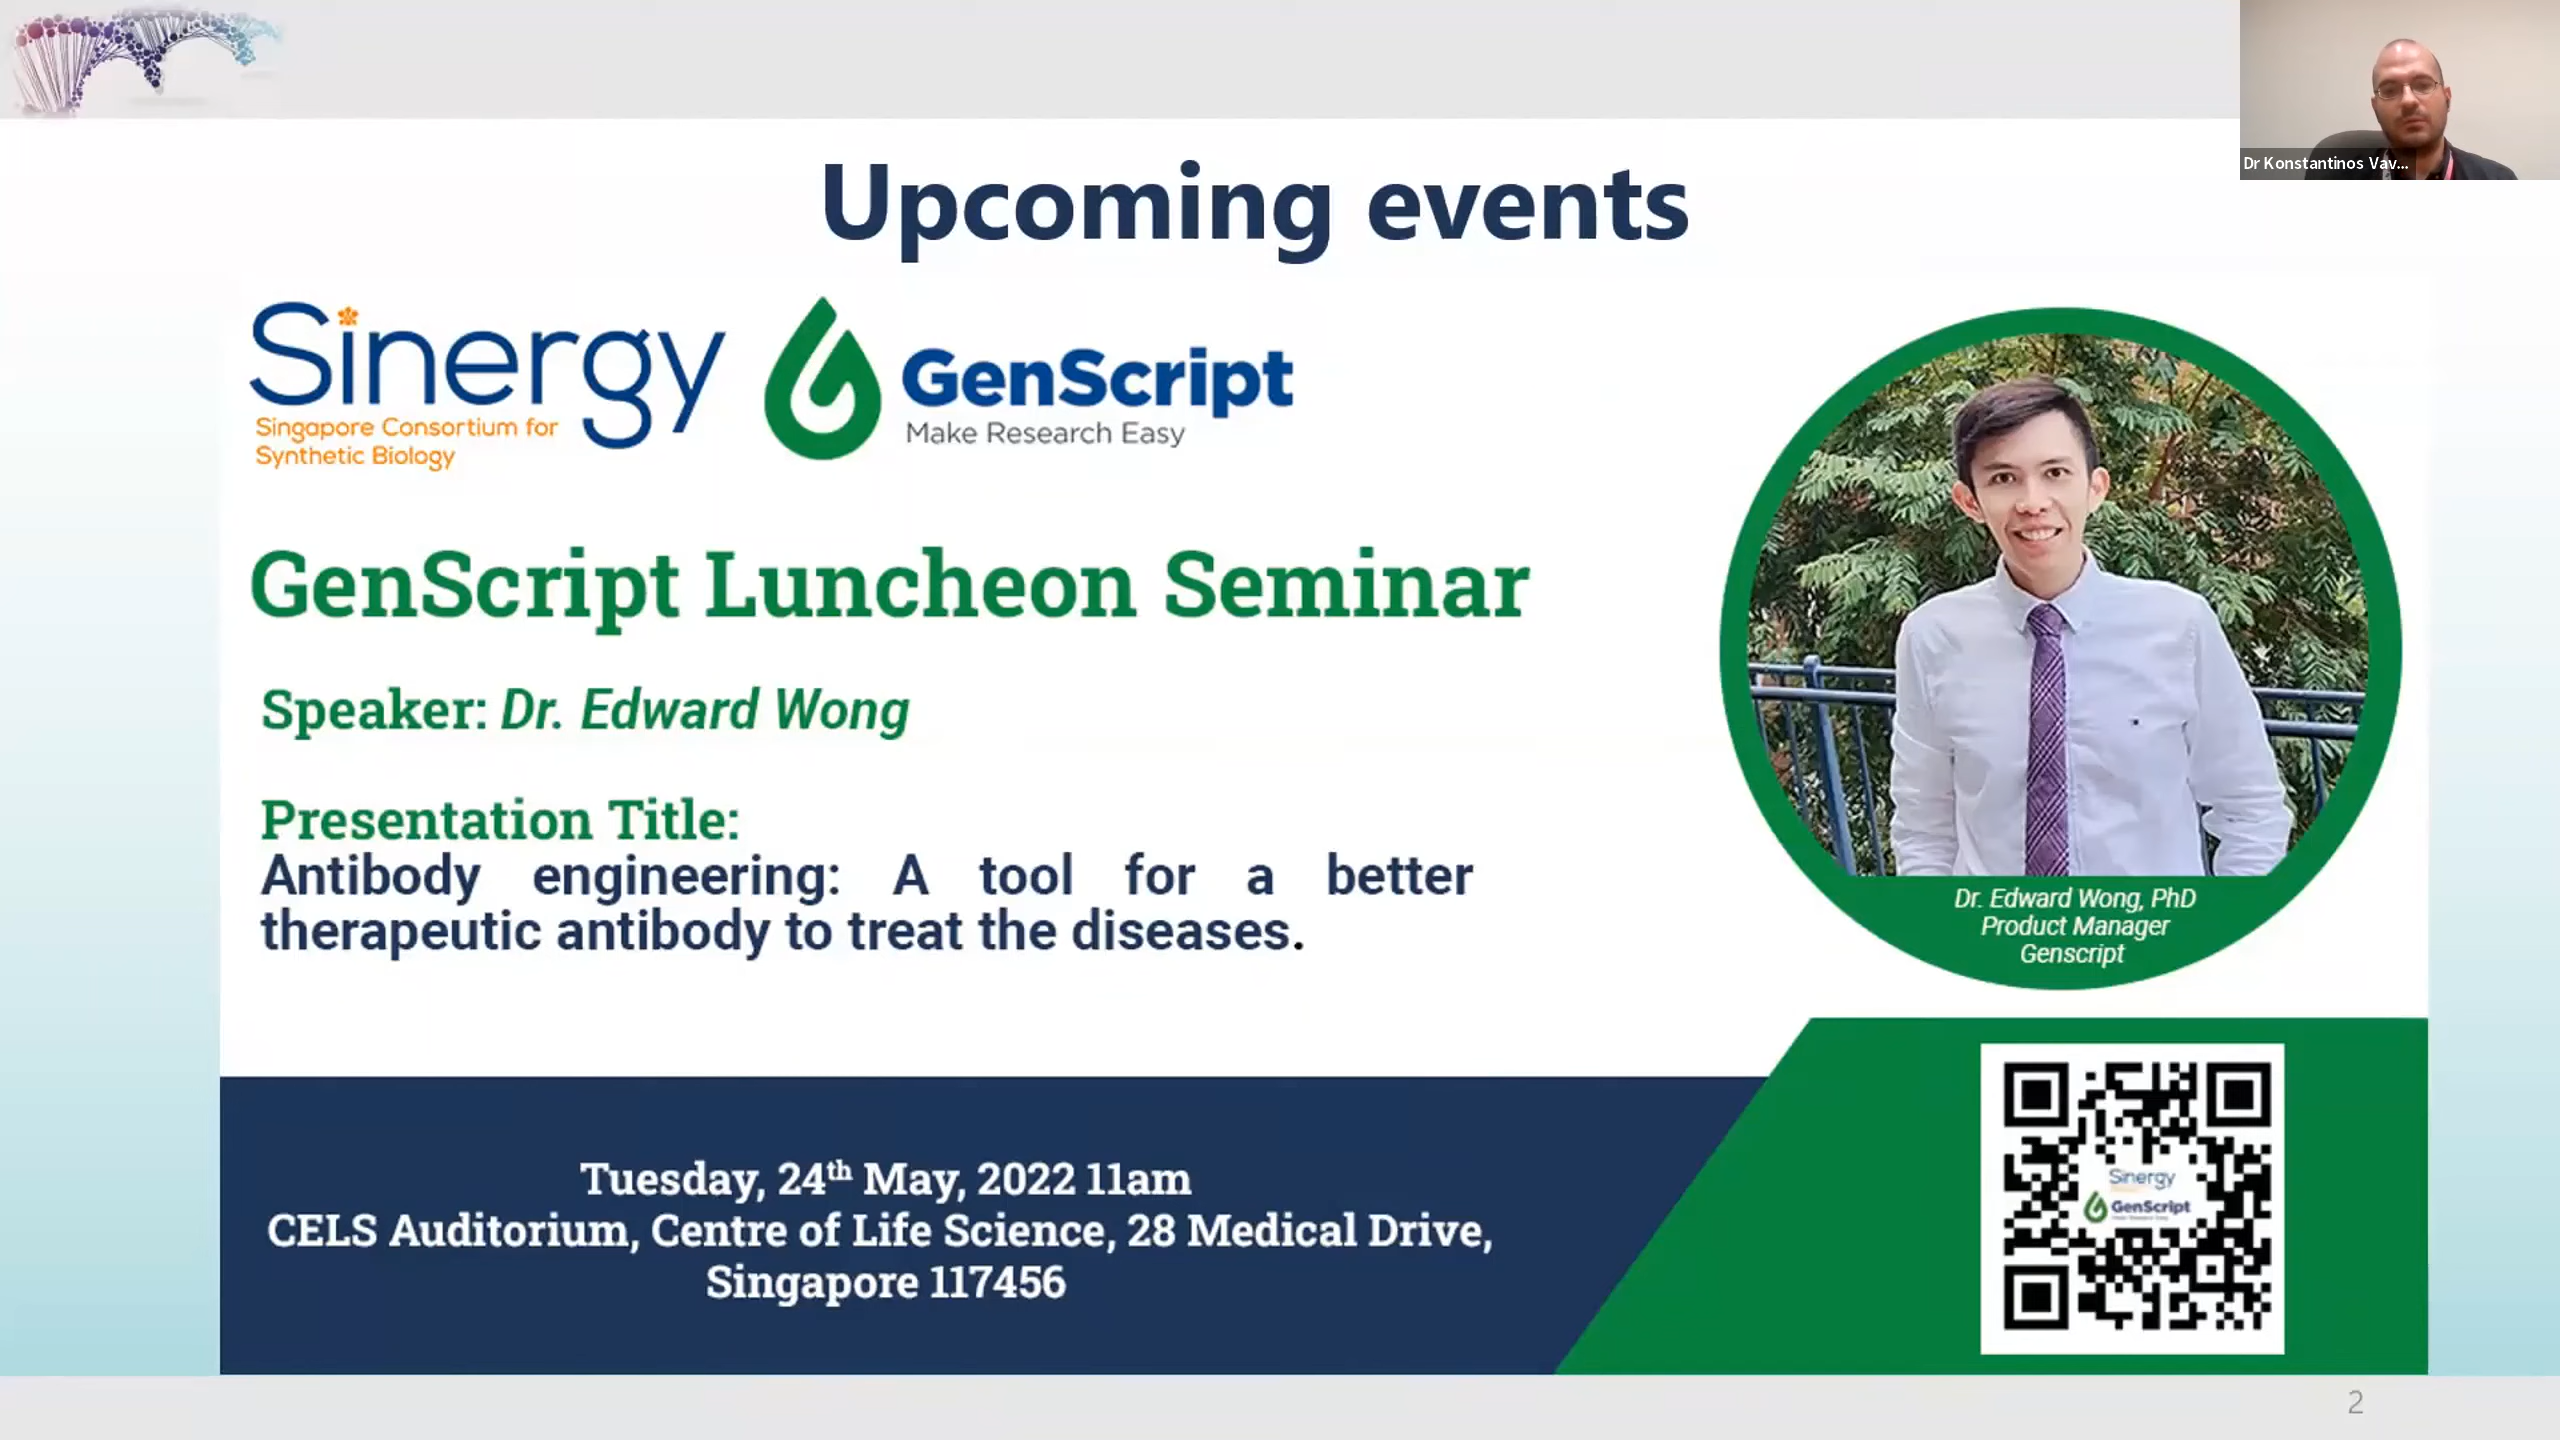 Dr Konstantinos Vav...
Upcoming events
Sinergy
Singapore Consortium for
Synthetic Biology
GenScript
Make Research Easy
GenScript Luncheon Seminar
Speaker: Dr. Edward Wong
Presentation Title:
Antibody engineering: A tool for a better
therapeutic antibody to treat the diseases.
Dr. Edward Wong, PhD
Product Manager
Genscript
Tuesday, 24th May, 2022 11am
CELS Auditorium, Centre of Life Science, 28 Medical Drive,
Singapore 117456
Sinergy
GenScript
2